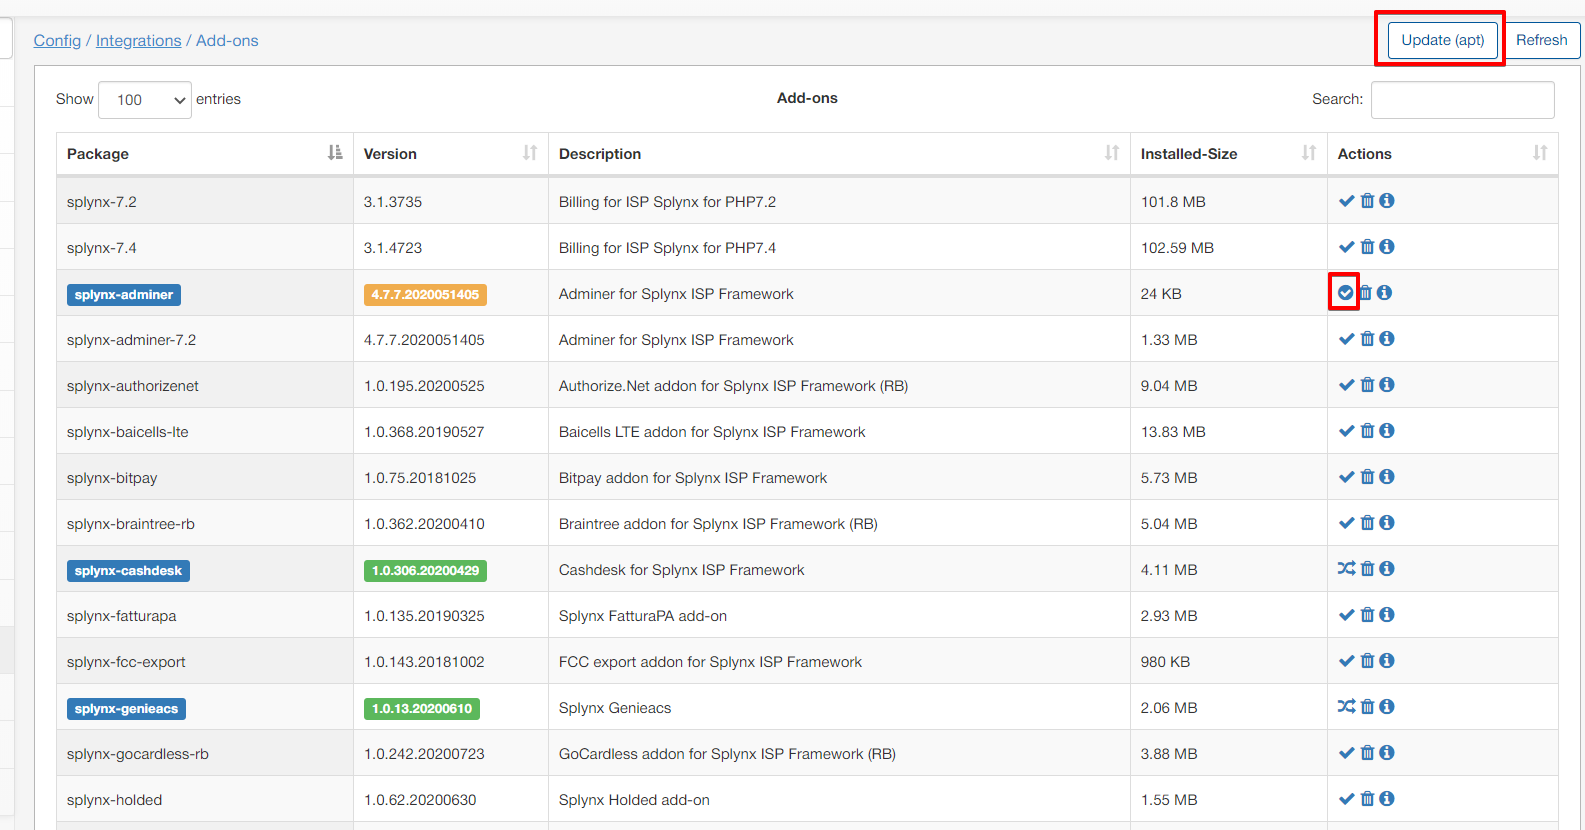 Config / Integrations / Add-ons
Update (apt) Refresh
Show 100 entries Add-ons Search:
Package Version Description Installed-Size Actions
splynx-7.2 3.1.3735 Billing for ISP Splynx for PHP7.2 101.8 MB
splynx-7.4 3.1.4723 Billing for ISP Splynx for PHP7.4 102.59 MB
splynx-adminer 4.7.7.2020051405 Adminer for Splynx ISP Framework 24 KB
splynx-adminer-7.2 4.7.7.2020051405 Adminer for Splynx ISP Framework 1.33 MB
splynx-authorizenet 1.0.195.20200525 Authorize.Net addon for Splynx ISP Framework (RB) 9.04 MB
splynx-baicells-lte 1.0.368.20190527 Baicells LTE addon for Splynx ISP Framework 13.83 MB
splynx-bitpay 1.0.75.20181025 Bitpay addon for Splynx ISP Framework 5.73 MB
splynx-braintree-rb 1.0.362.20200410 Braintree addon for Splynx ISP Framework (RB) 5.04 MB
splynx-cashdesk 1.0.306.20200429 Cashdesk for Splynx ISP Framework 4.11 MB
splynx-fatturapa 1.0.135.20190325 Splynx FatturaPA add-on 2.93 MB
splynx-fcc-export 1.0.143.20181002 FCC export addon for Splynx ISP Framework 980 KB
splynx-genieacs 1.0.13.20200610 Splynx Genieacs 2.06 MB
splynx-gocardless-rb 1.0.242.20200723 GoCardless addon for Splynx ISP Framework (RB) 3.88 MB
splynx-holded 1.0.62.20200630 Splynx Holded add-on 1.55 MB